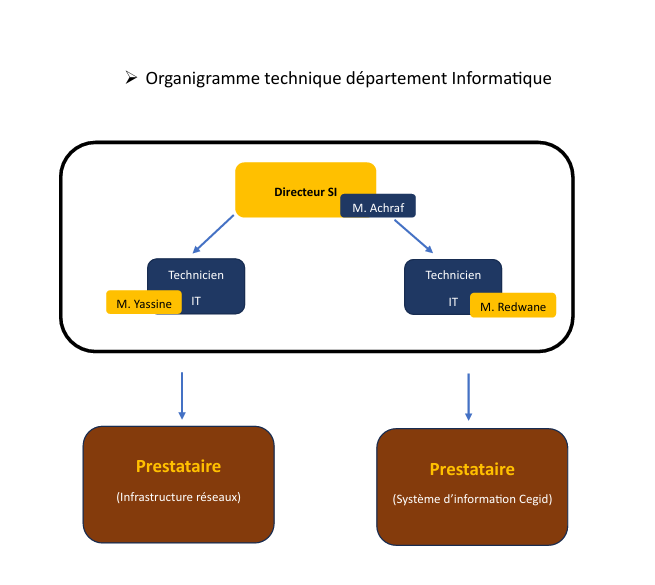 ➢ Organigramme technique département Informatique
Directeur SI
M. Achraf
Technicien
IT
M. Yassine
Technicien
IT
M. Redwane
Prestataire
(Infrastructure réseaux)
Prestataire
(Système d’information Cegid)